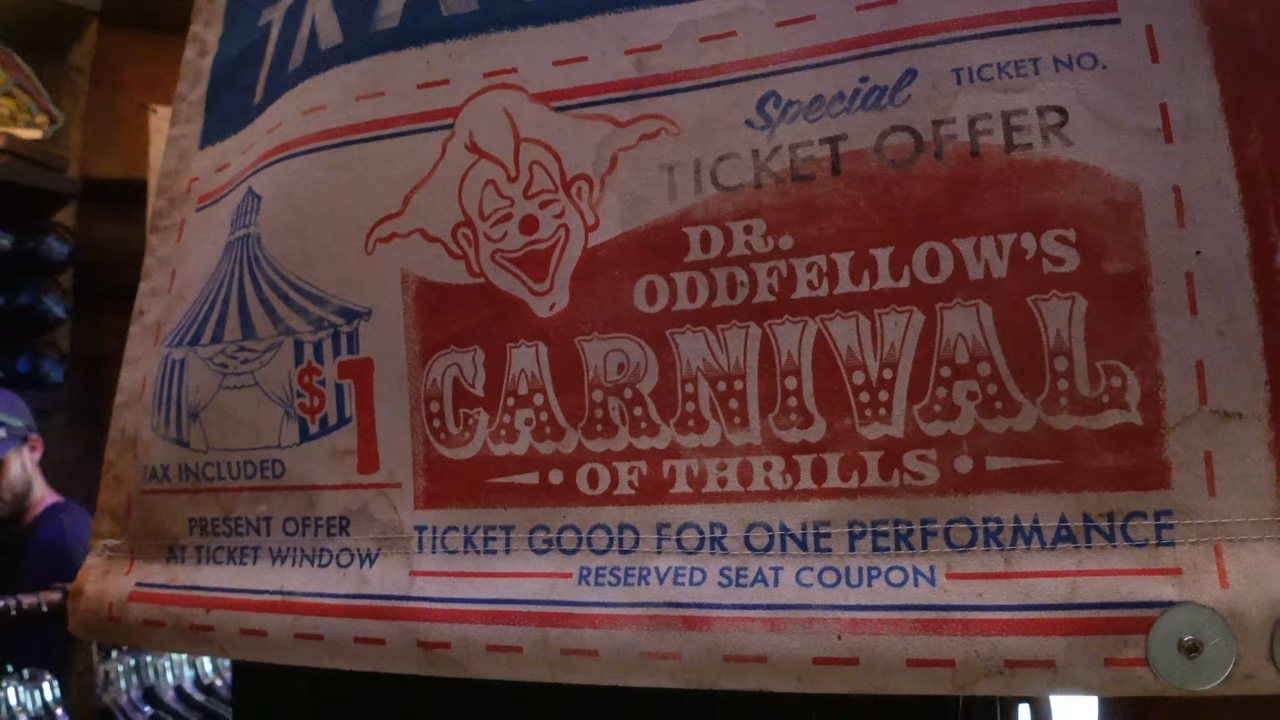 Special
TICKET NO.
TICKET OFFER
DR.
ODDFELLOW'S
CARNIVAL
OF THRILLS
$1
TAX INCLUDED
PRESENT OFFER
AT TICKET WINDOW
TICKET GOOD FOR ONE PERFORMANCE
RESERVED SEAT COUPON